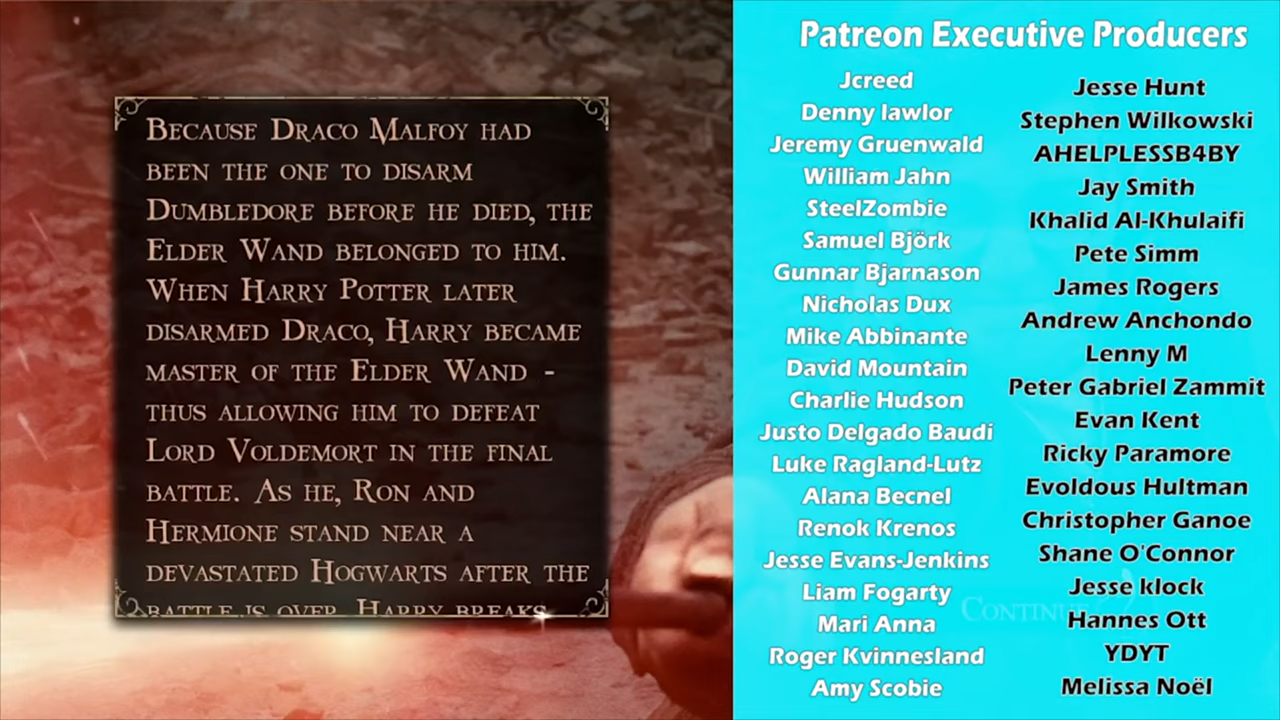 Because Draco Malfoy had
been the one to disarm
Dumbledore before he died, the
Elder Wand belonged to him.
When Harry Potter later
disarmed Draco, Harry became
master of the Elder Wand -
thus allowing him to defeat
Lord Voldemort in the final
battle. As he, Ron and
Hermione stand near a
devastated Hogwarts after the
battle is over, Harry breaks
Patreon Executive Producers
Jcreed
Denny lawlor
Jeremy Gruenwald
William Jahn
SteelZombie
Samuel Björk
Gunnar Bjarnason
Nicholas Dux
Mike Abbinante
David Mountain
Charlie Hudson
Justo Delgado Baudí
Luke Ragland-Lutz
Alana Becnel
Renok Krenos
Jesse Evans-Jenkins
Liam Fogarty
Mari Anna
Roger Kvinnesland
Amy Scobie
Jesse Hunt
Stephen Wilkowski
AHELPLESSB4BY
Jay Smith
Khalid Al-Khulaifi
Pete Simm
James Rogers
Andrew Anchondo
Lenny M
Peter Gabriel Zammit
Evan Kent
Ricky Paramore
Evoldous Hultman
Christopher Ganoe
Shane O'Connor
Jesse klock
Continue
Hannes Ott
YDYT
Melissa Noël